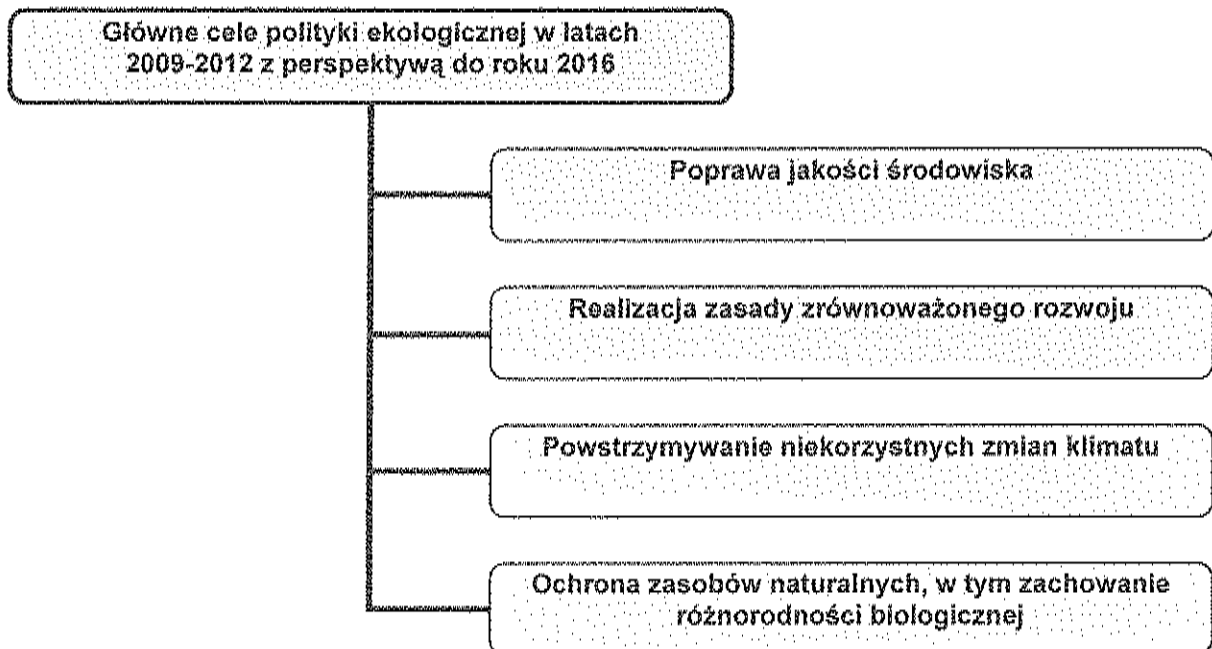 Główne cele polityki ekologicznej w latach
2009-2012 z perspektywą do roku 2016
Poprawa jakości środowiska
Realizacja zasady zrównoważonego rozwoju
Powstrzymywanie niekorzystnych zmian klimatu
Ochrona zasobów naturalnych, w tym zachowanie
różnorodności biologicznej